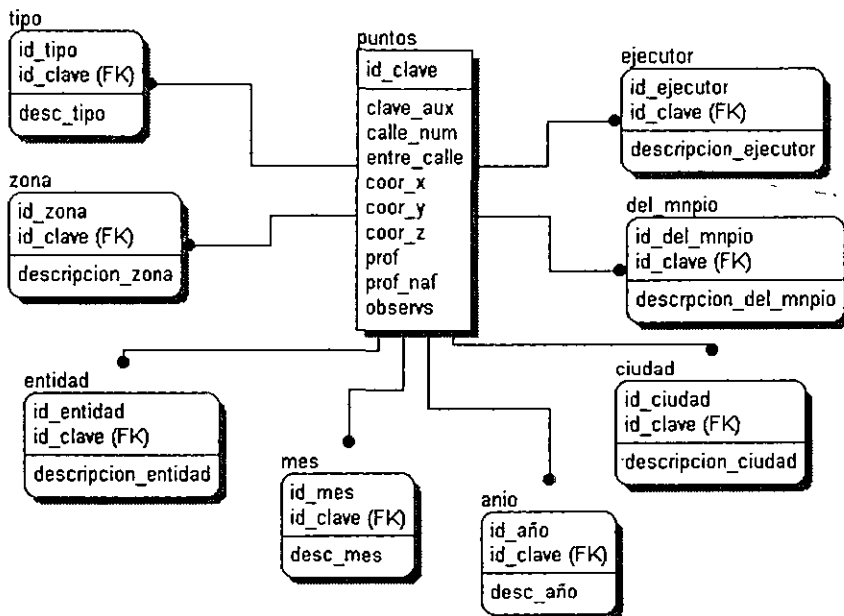 tipo
id_tipo
id_clave (FK)
desc_tipo
zona
id_zona
id_clave (FK)
descripcion_zona
entidad
id_entidad
id_clave (FK)
descripcion_entidad
puntos
id_clave
clave_aux
calle_num
entre_calle
coor_x
coor_y
coor_z
prof
prof_naf
observs
mes
id_mes
id_clave (FK)
desc_mes
anio
id_año
id_clave (FK)
desc_año
ejecutor
id_ejecutor
id_clave (FK)
descripcion_ejecutor
del_mnpio
id_del_mnpio
id_clave (FK)
descrpcion_del_mnpio
ciudad
id_ciudad
id_clave (FK)
descripcion_ciudad